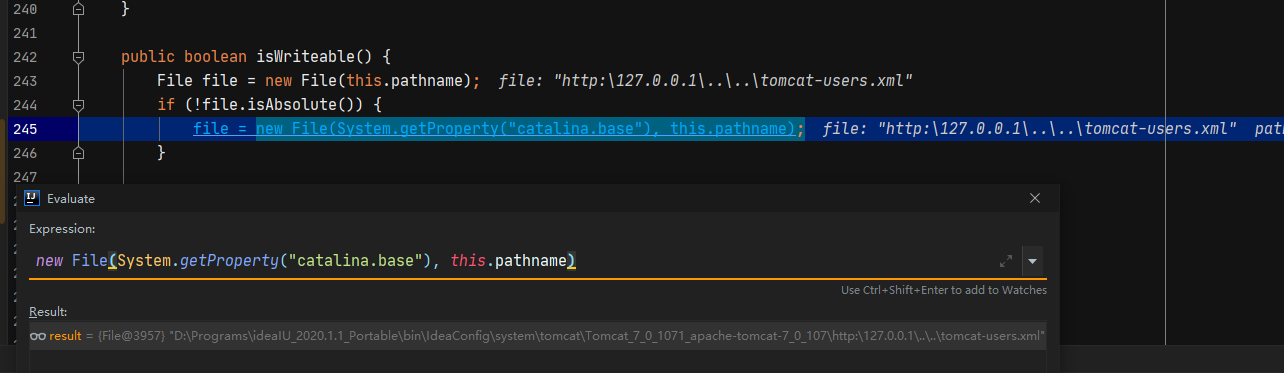 240 }
241
242 public boolean isWriteable() {
243 File file = new File(this.pathname); file: "http:\127.0.0.1\..\..\tomcat-users.xml"
244 if (!file.isAbsolute()) {
245 file = new File(System.getProperty("catalina.base"), this.pathname); file: "http:\127.0.0.1\..\..\tomcat-users.xml" pat
246 }
247
Evaluate
Expression:
new File(System.getProperty("catalina.base"), this.pathname)
Use Ctrl+Shift+Enter to add to Watches
Result:
result = {File@3957} "D:\Programs\ideaIU_2020.1.1_Portable\bin\IdeaConfig\system\tomcat\Tomcat_7_0_1071_apache-tomcat-7_0_107\http:\127.0.0.1\..\..\tomcat-users.xml"